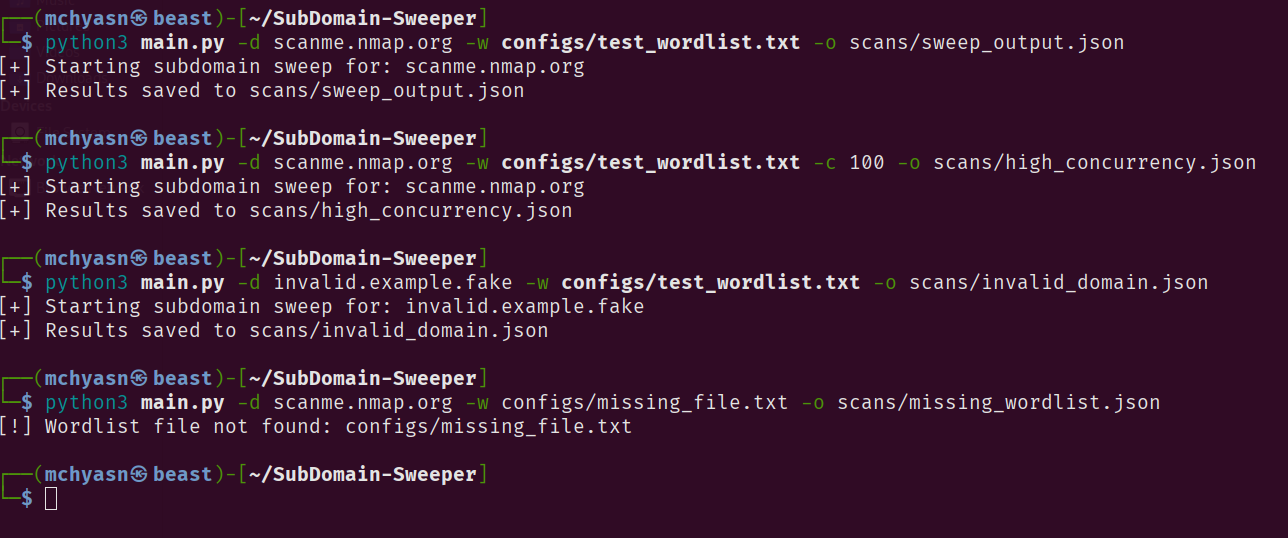 ┌──(mchyasn㉿beast)-[~/SubDomain-Sweeper]
└─$ python3 main.py -d scanme.nmap.org -w configs/test_wordlist.txt -o scans/sweep_output.json
[+] Starting subdomain sweep for: scanme.nmap.org
[+] Results saved to scans/sweep_output.json
┌──(mchyasn㉿beast)-[~/SubDomain-Sweeper]
└─$ python3 main.py -d scanme.nmap.org -w configs/test_wordlist.txt -c 100 -o scans/high_concurrency.json
[+] Starting subdomain sweep for: scanme.nmap.org
[+] Results saved to scans/high_concurrency.json
┌──(mchyasn㉿beast)-[~/SubDomain-Sweeper]
└─$ python3 main.py -d invalid.example.fake -w configs/test_wordlist.txt -o scans/invalid_domain.json
[+] Starting subdomain sweep for: invalid.example.fake
[+] Results saved to scans/invalid_domain.json
┌──(mchyasn㉿beast)-[~/SubDomain-Sweeper]
└─$ python3 main.py -d scanme.nmap.org -w configs/missing_file.txt -o scans/missing_wordlist.json
[!] Wordlist file not found: configs/missing_file.txt
┌──(mchyasn㉿beast)-[~/SubDomain-Sweeper]
└─$